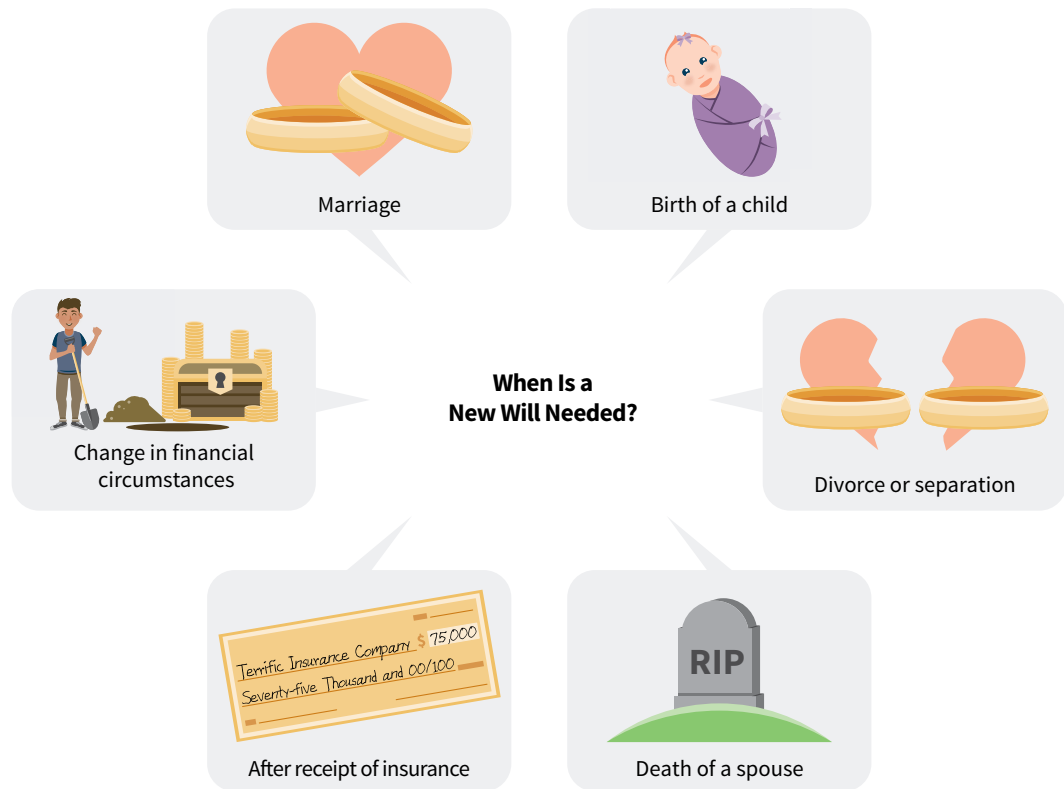 Marriage
Birth of a child
When Is a
New Will Needed?
Change in financial
circumstances
Divorce or separation
Terrific Insurance Company $ 75,000
Seventy-five Thousand and 00/100
After receipt of insurance
RIP
Death of a spouse